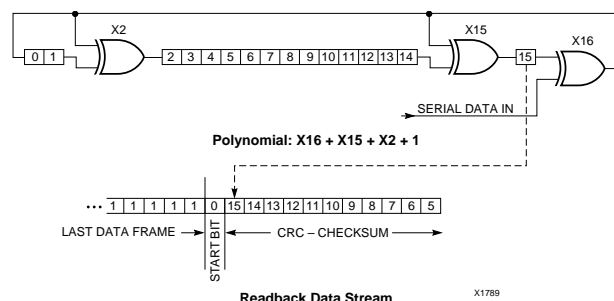 X2
X15
X16
0 1
2 3 4 5 6 7 8 9 10 11 12 13 14
15
SERIAL DATA IN
Polynomial: X16 + X15 + X2 + 1
... 1 1 1 1 1 0 15 14 13 12 11 10 9 8 7 6 5
LAST DATA FRAME
START BIT
CRC – CHECKSUM
Readback Data Stream
X1789